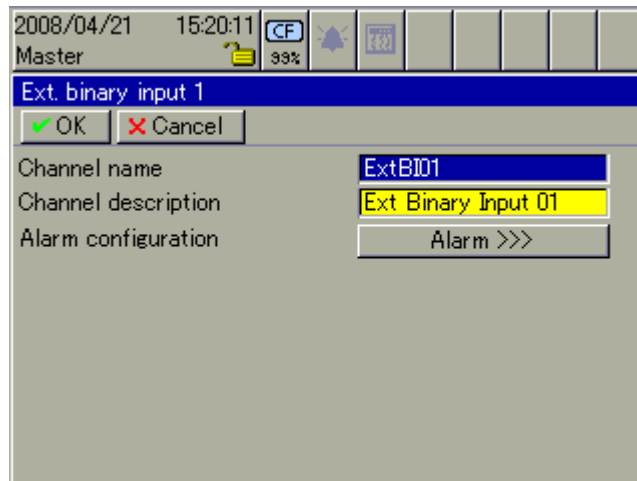 2008/04/21 15:20:11 CF
Master 99%
Ext. binary input 1
OK Cancel
Channel name ExtBI01
Channel description Ext Binary Input 01
Alarm configuration Alarm >>>